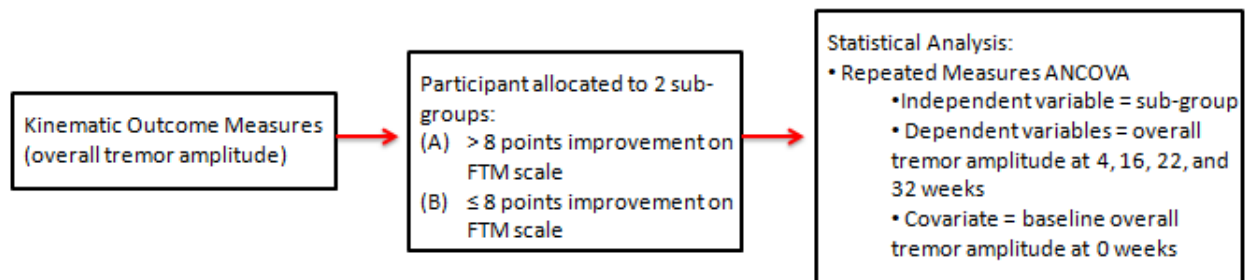 Kinematic Outcome Measures
(overall tremor amplitude)
Participant allocated to 2 sub-
groups:
(A) > 8 points improvement on
FTM scale
(B) ≤ 8 points improvement on
FTM scale
Statistical Analysis:
• Repeated Measures ANCOVA
•Independent variable = sub-group
• Dependent variables = overall
tremor amplitude at 4, 16, 22, and
32 weeks
• Covariate = baseline overall
tremor amplitude at 0 weeks